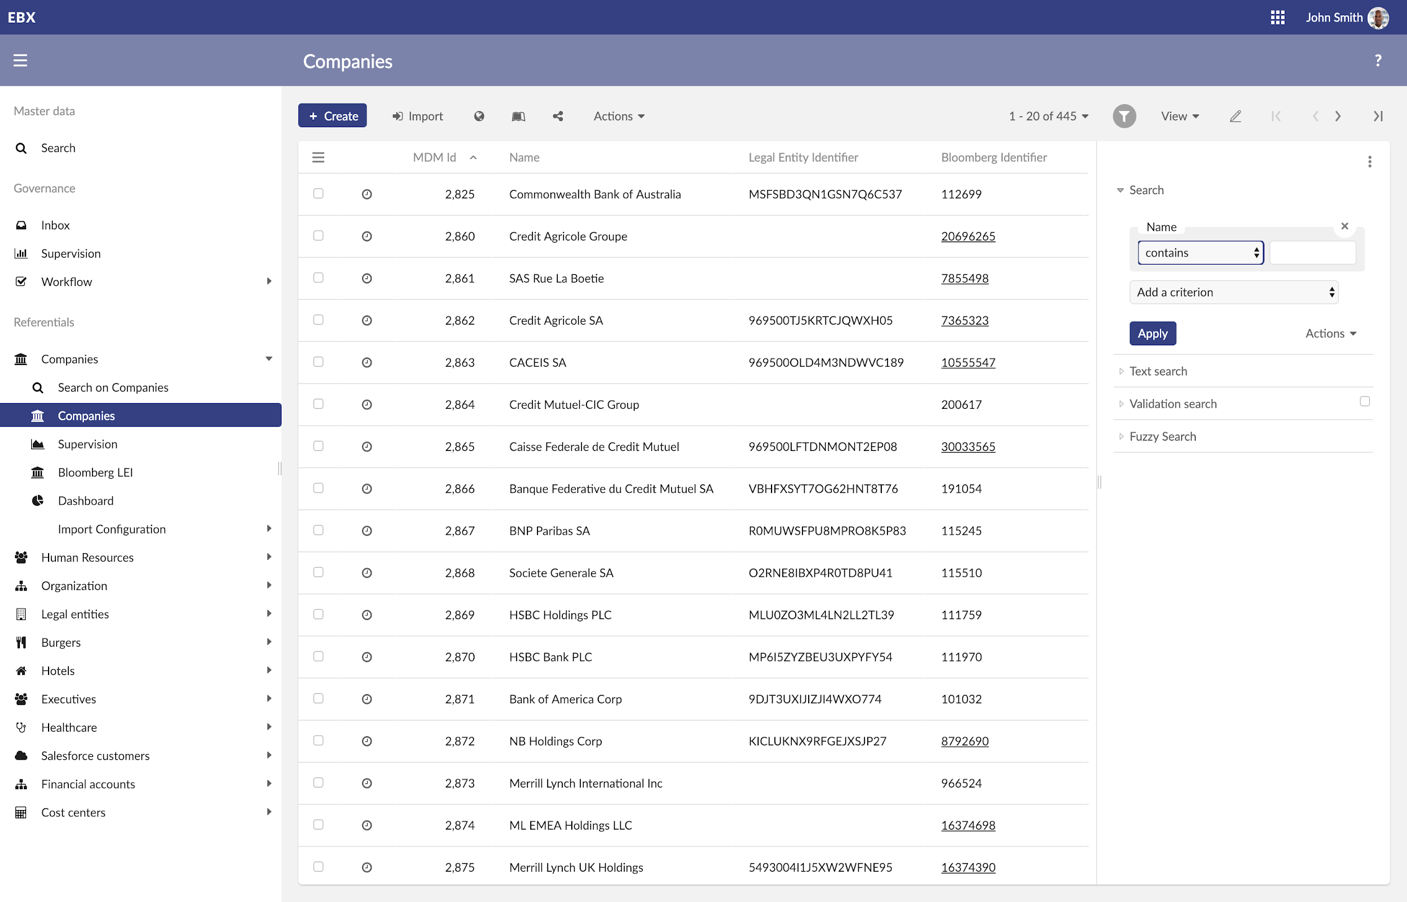 EBX
John Smith
Companies
?
Master data
Search
Governance
Inbox
Supervision
Workflow
Referentials
Companies
Search on Companies
Companies
Supervision
Bloomberg LEI
Dashboard
Import Configuration
Human Resources
Organization
Legal entities
Burgers
Hotels
Executives
Healthcare
Salesforce customers
Financial accounts
Cost centers
+ Create Import Actions 1 - 20 of 445 View
MDM Id Name Legal Entity Identifier Bloomberg Identifier
2,825 Commonwealth Bank of Australia MSFSBD3QN1GSN7Q6C537 112699
2,860 Credit Agricole Groupe 20696265
2,861 SAS Rue La Boetie 7855498
2,862 Credit Agricole SA 969500TJ5KRTCJQWXH05 7365323
2,863 CACEIS SA 969500OLD4M3NDWVC189 10555547
2,864 Credit Mutuel-CIC Group 200617
2,865 Caisse Federale de Credit Mutuel 969500LFTDNMONT2EP08 30033565
2,866 Banque Federative du Credit Mutuel SA VBHFXSYT7OG62HNT8T76 191054
2,867 BNP Paribas SA R0MUWSFPU8MPRO8K5P83 115245
2,868 Societe Generale SA O2RNE8IBXP4R0TD8PU41 115510
2,869 HSBC Holdings PLC MLU0ZO3ML4LN2LL2TL39 111759
2,870 HSBC Bank PLC MP6I5ZYZBEU3UXPYFY54 111970
2,871 Bank of America Corp 9DJT3UXIJIZJI4WXO774 101032
2,872 NB Holdings Corp KICLUKNX9RFGEJXSJP27 8792690
2,873 Merrill Lynch International Inc 966524
2,874 ML EMEA Holdings LLC 16374698
2,875 Merrill Lynch UK Holdings 5493004I1J5XW2WFNE95 16374390
Search
Name
contains
Add a criterion
Apply Actions
Text search
Validation search
Fuzzy Search